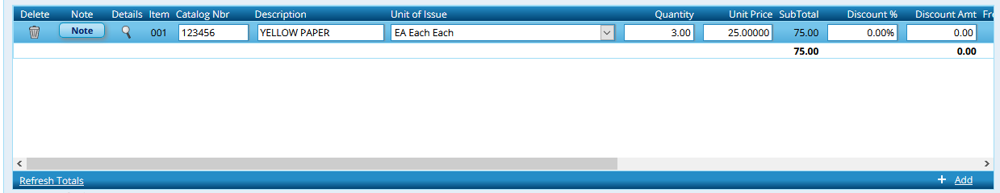 Delete Note Details Item Catalog Nbr Description Unit of Issue Quantity Unit Price SubTotal Discount % Discount Amt Fre
Note 001 123456 YELLOW PAPER EA Each Each 3.00 25.00000 75.00 0.00% 0.00
75.00 0.00
Refresh Totals + Add